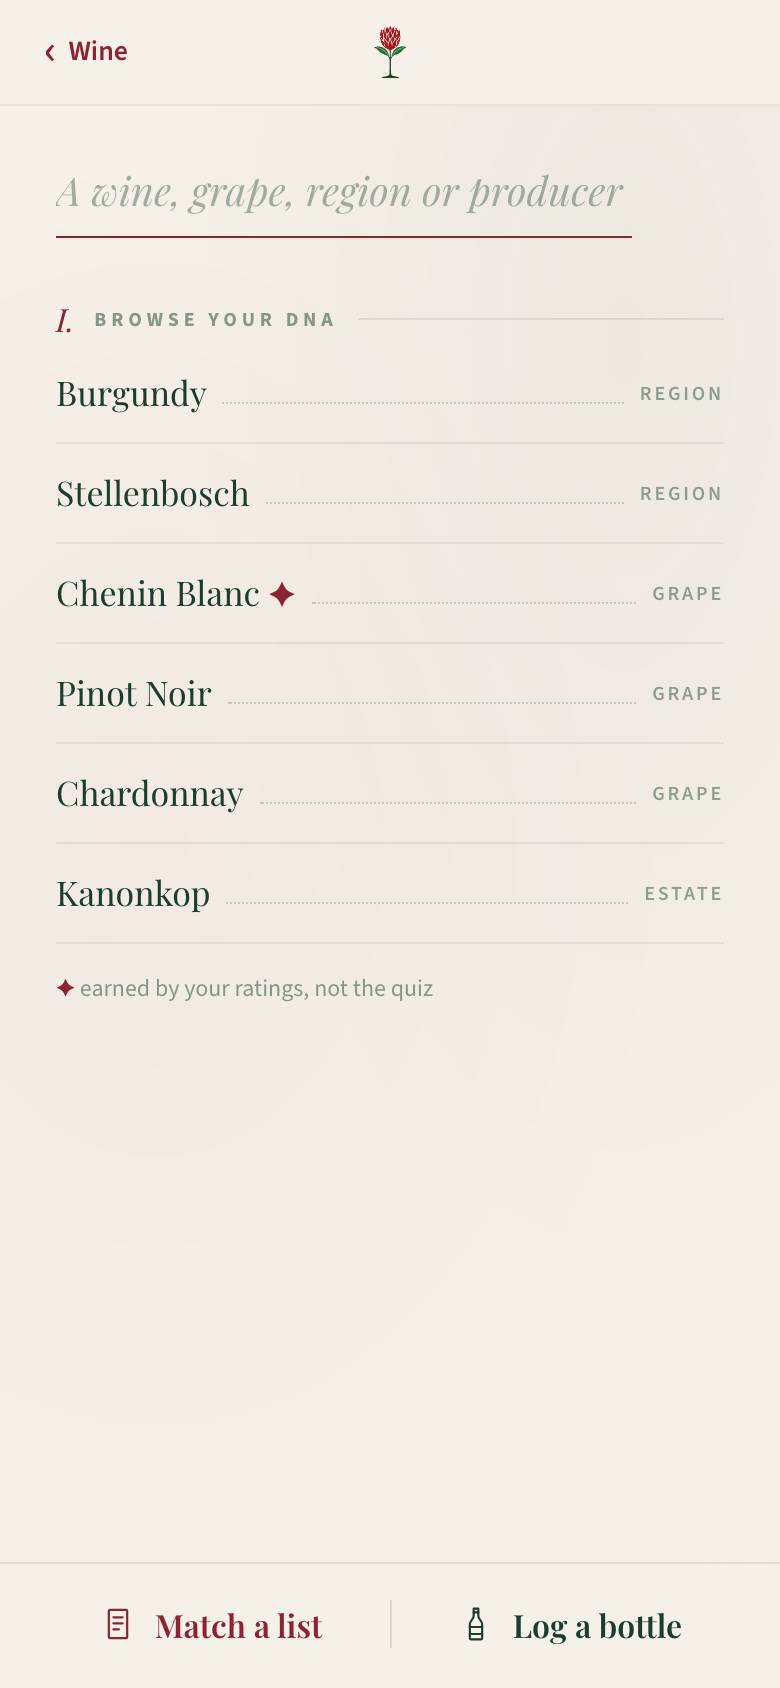 Wine
A wine, grape, region or producer
I. BROWSE YOUR DNA
Burgundy REGION
Stellenbosch REGION
Chenin Blanc ✦ GRAPE
Pinot Noir GRAPE
Chardonnay GRAPE
Kanonkop ESTATE
✦ earned by your ratings, not the quiz
Match a list Log a bottle